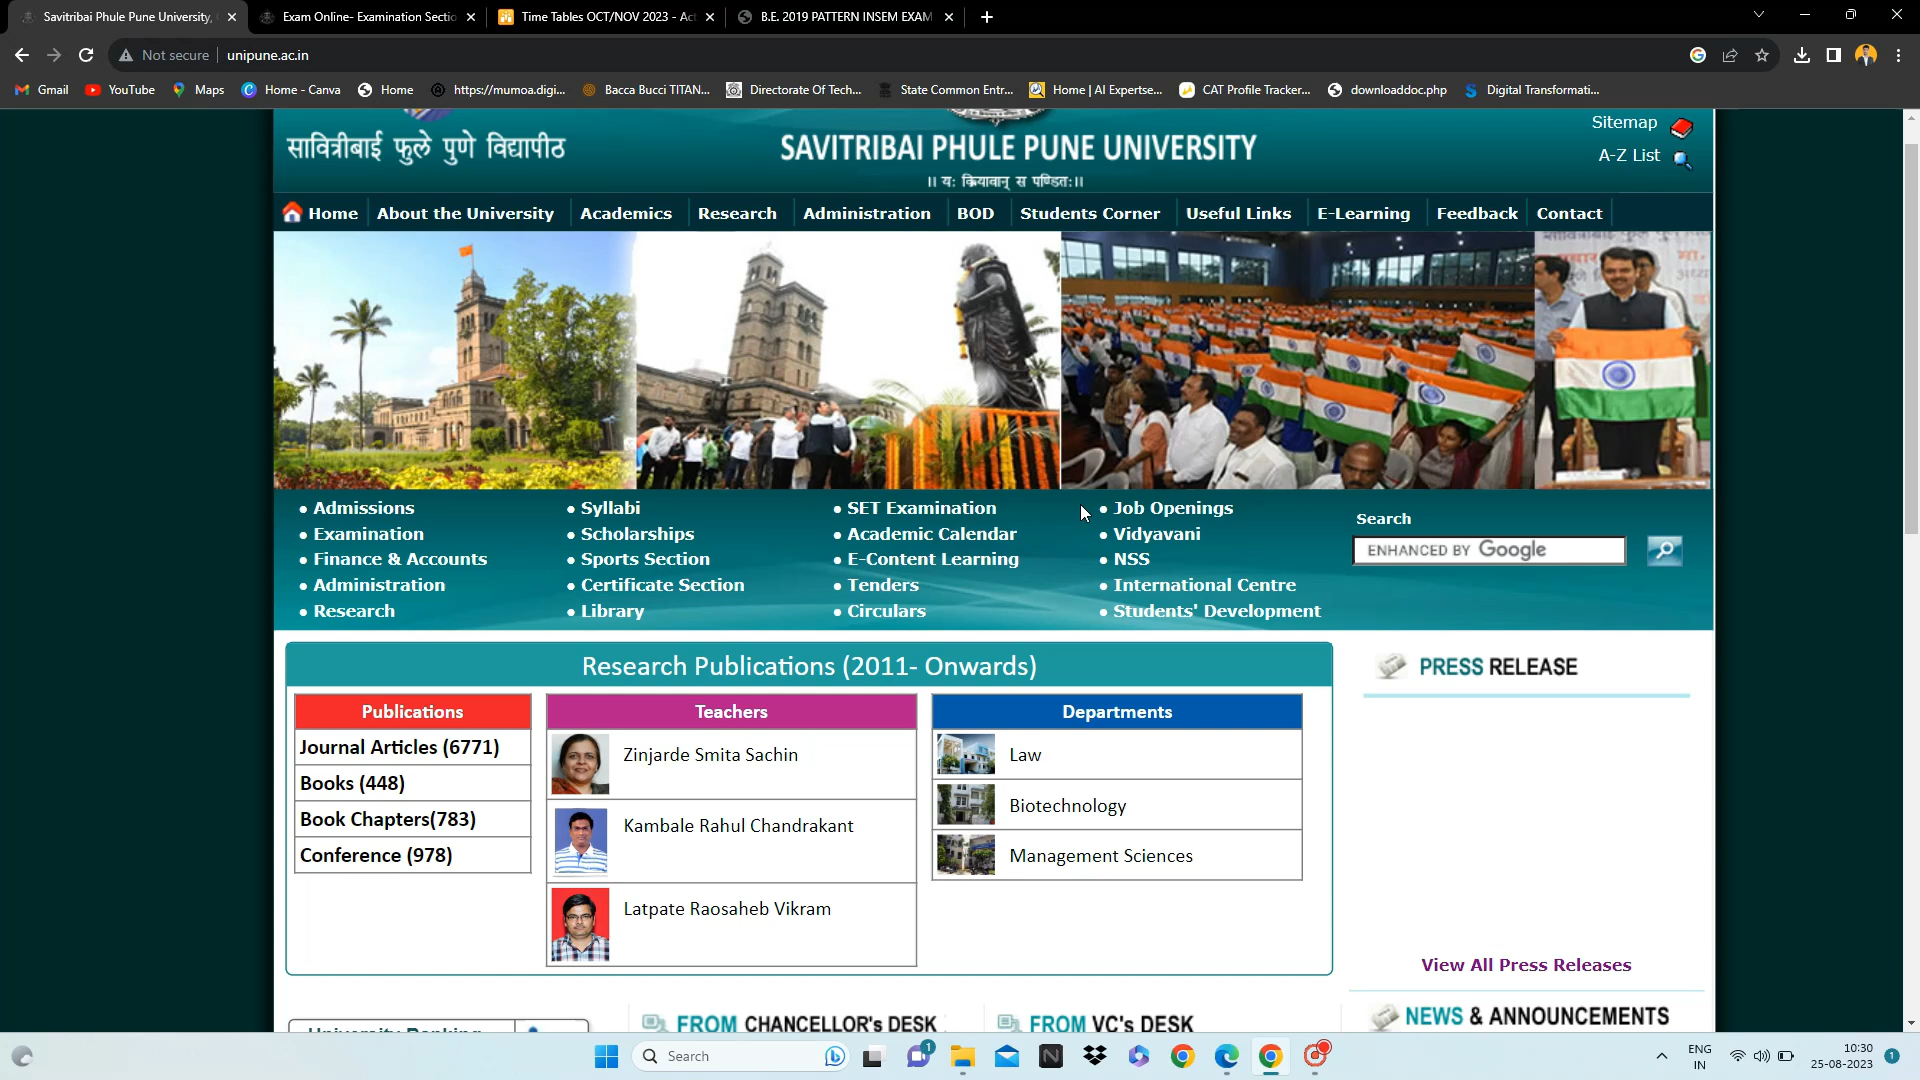 Savitribai Phule Pune University,
Exam Online- Examination Sectio
Time Tables OCT/NOV 2023 - Act
B.E. 2019 PATTERN INSEM EXAM
Not secure
unipune.ac.in
Gmail
YouTube
Maps
Home - Canva
Home
https://mumoa.digi...
Bacca Bucci TITAN...
Directorate Of Tech...
State Common Entr...
Home | AI Expertse...
CAT Profile Tracker...
downloaddoc.php
Digital Transformati...
सावित्रीबाई फुले पुणे विद्यापीठ
SAVITRIBAI PHULE PUNE UNIVERSITY
॥ यः क्रियावान् स पण्डितः॥
Sitemap
A-Z List
Home
About the University
Academics
Research
Administration
BOD
Students Corner
Useful Links
E-Learning
Feedback
Contact
Admissions
Examination
Finance & Accounts
Administration
Research
Syllabi
Scholarships
Sports Section
Certificate Section
Library
SET Examination
Academic Calendar
E-Content Learning
Tenders
Circulars
Job Openings
Vidyavani
NSS
International Centre
Students' Development
Search
ENHANCED BY Google
Research Publications (2011- Onwards)
Publications
Journal Articles (6771)
Books (448)
Book Chapters(783)
Conference (978)
Teachers
Zinjarde Smita Sachin
Kambale Rahul Chandrakant
Latpate Raosaheb Vikram
Departments
Law
Biotechnology
Management Sciences
PRESS RELEASE
View All Press Releases
FROM CHANCELLOR's DESK
FROM VC's DESK
NEWS & ANNOUNCEMENTS
Search
1
ENG
IN
10:30
25-08-2023
1